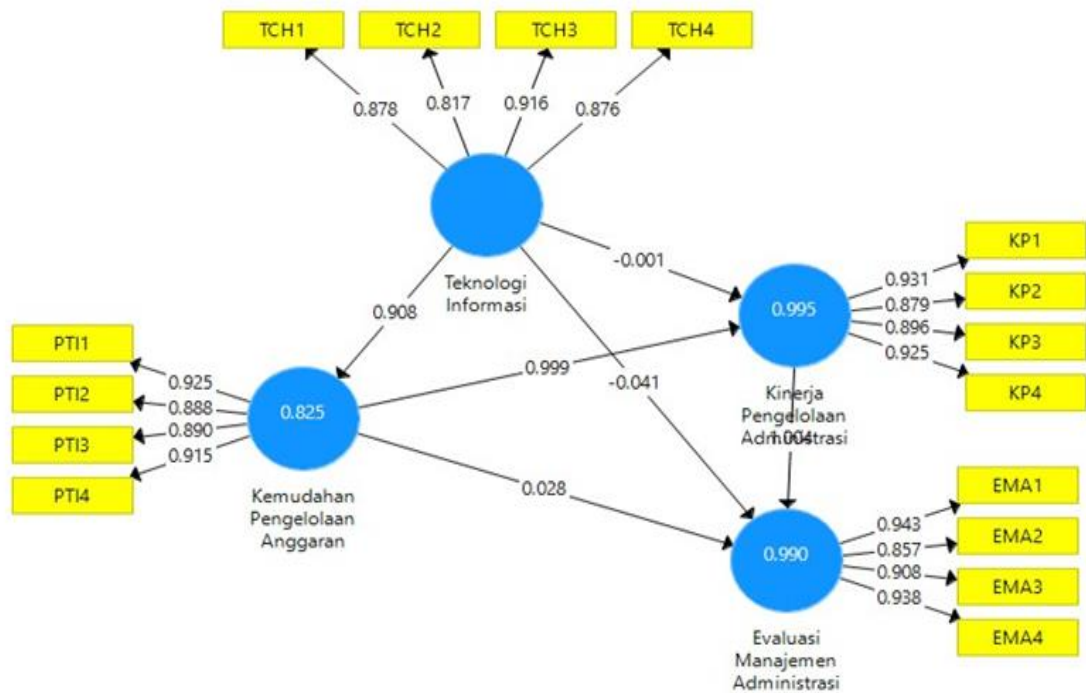 TCH1 TCH2 TCH3 TCH4
0.878 0.817 0.916 0.876
Teknologi
Informasi
-0.001
0.908
0.999
-0.041
0.028
1.004
PTI1
PTI2
PTI3
PTI4
0.925
0.888
0.890
0.915
0.825
Kemudahan
Pengelolaan
Anggaran
0.995
Kinerja
Pengelolaan
Administrasi
0.931
0.879
0.896
0.925
KP1
KP2
KP3
KP4
0.990
Evaluasi
Manajemen
Administrasi
0.943
0.857
0.908
0.938
EMA1
EMA2
EMA3
EMA4